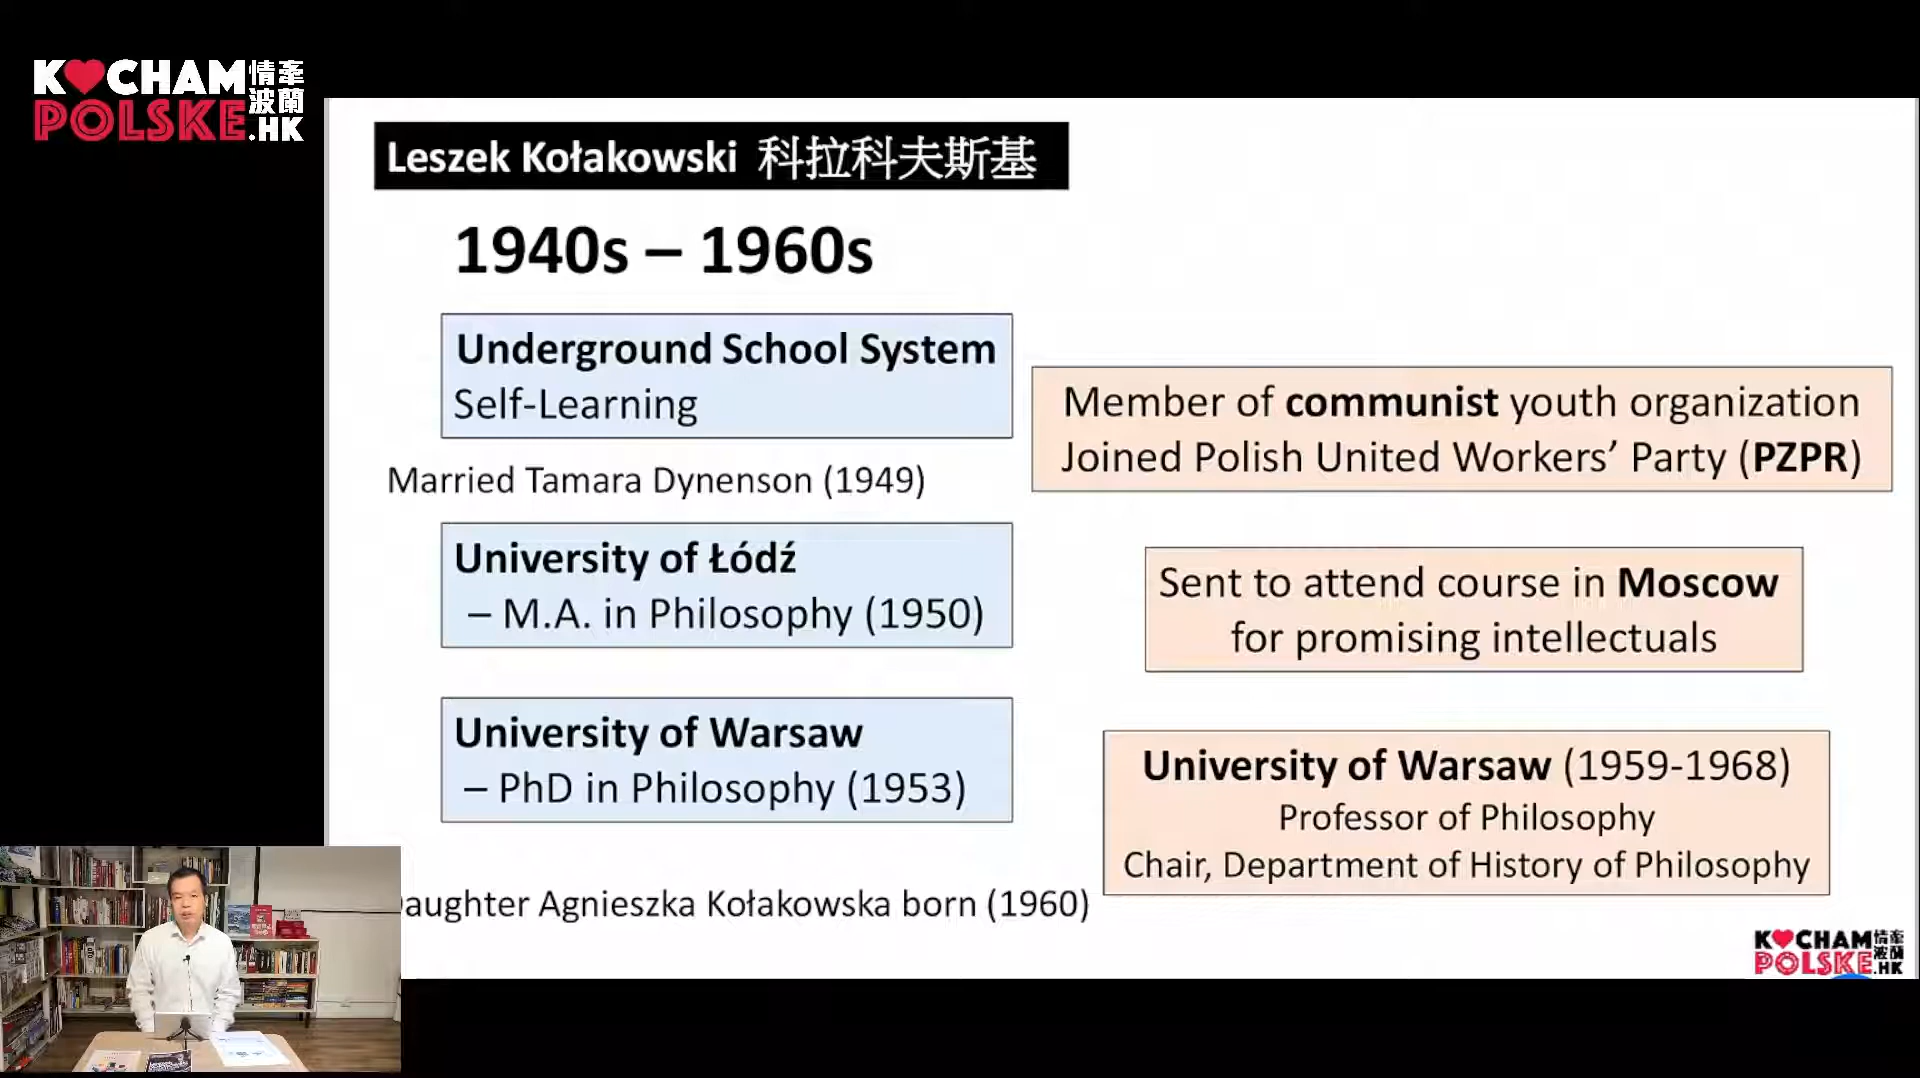 K♥CHAM 情牽
POLSKE 波蘭
.HK
Leszek Kołakowski 科拉科夫斯基
1940s – 1960s
Underground School System
Self-Learning
Member of communist youth organization
Joined Polish United Workers’ Party (PZPR)
Married Tamara Dynenson (1949)
University of Łódź
– M.A. in Philosophy (1950)
Sent to attend course in Moscow
for promising intellectuals
University of Warsaw
– PhD in Philosophy (1953)
University of Warsaw (1959-1968)
Professor of Philosophy
Chair, Department of History of Philosophy
aughter Agnieszka Kołakowska born (1960)
K♥CHAM 情牽
POLSKE 波蘭
.HK